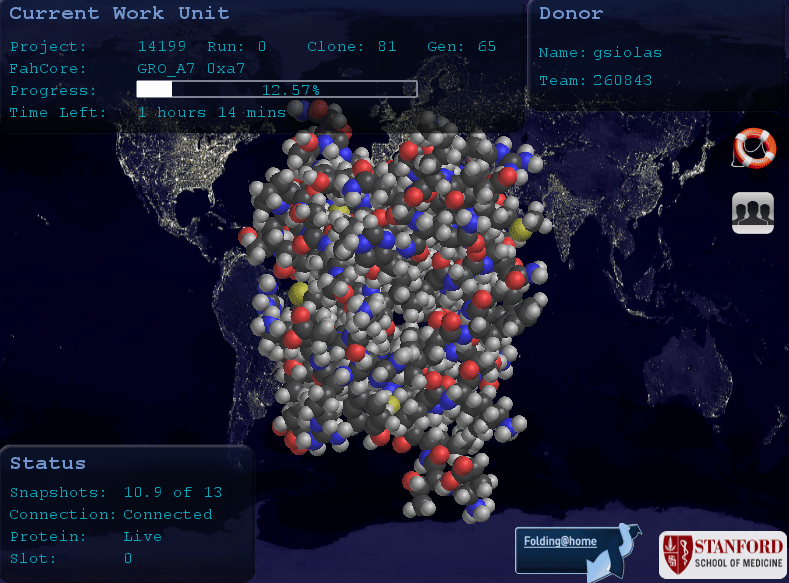 Current Work Unit
Project: 14199 Run: 0 Clone: 81 Gen: 65
FahCore: GRO_A7 0xa7
Progress: 12.57%
Time Left: 1 hours 14 mins
Donor
Name: gsiolas
Team: 260843
Status
Snapshots: 10.9 of 13
Connection: Connected
Protein: Live
Slot: 0
Folding@home
STANFORD
SCHOOL OF MEDICINE